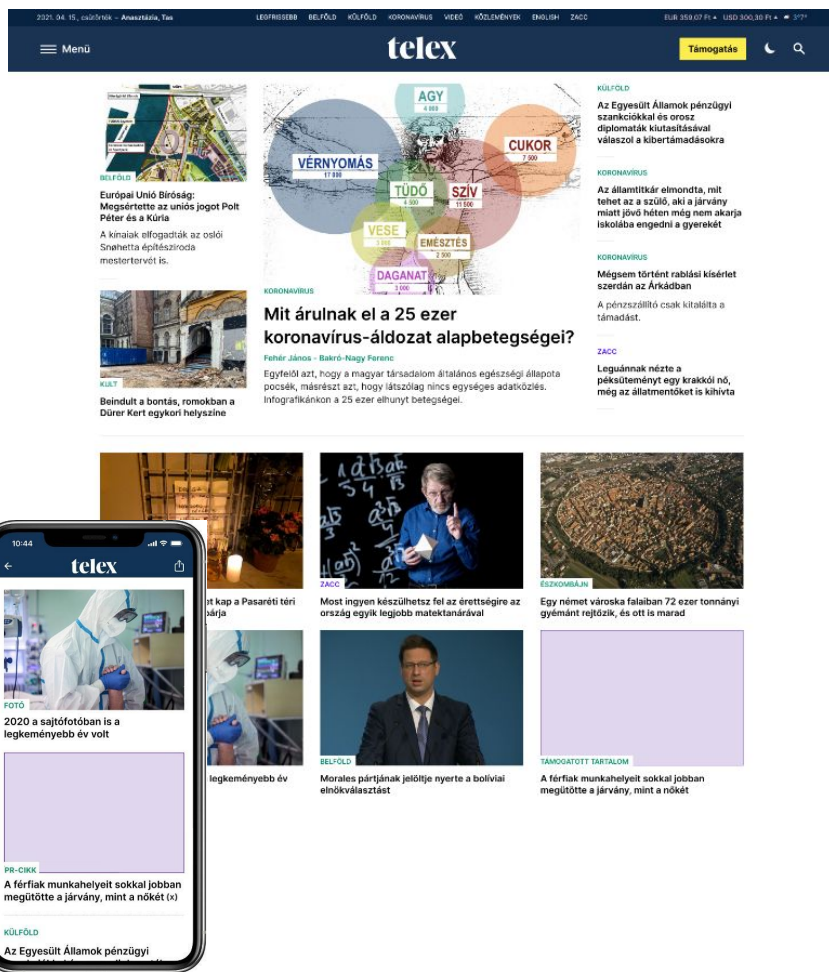 2021. 04. 15., csütörtök – Anasztázia, Tas
LEGFRISSEBB BELFÖLD KÜLFÖLD KORONAVÍRUS VIDEÓ KÖZLEMÉNYEK ENGLISH ZACC
EUR 359,07 Ft USD 300,30 Ft 3°7°
Menü
telex
Támogatás
BELFÖLD
Európai Unió Bíróság:
Megsértette az uniós jogot Polt
Péter és a Kúria
A kínaiak elfogadták az oslói
Snøhetta építésziroda
mestertervét is.
KULT
Beindult a bontás, romokban a
Dürer Kert egykori helyszíne
AGY
4 000
VÉRNYOMÁS
17 000
CUKOR
7 500
TÜDŐ
4 500
SZÍV
11 500
VESE
EMÉSZTÉS
2 500
DAGANAT
3 000
KORONAVÍRUS
Mit árulnak el a 25 ezer
koronavírus-áldozat alapbetegségei?
Fehér János - Bakró-Nagy Ferenc
Egyfelől azt, hogy a magyar társadalom általános egészségi állapota
pocsék, másrészt azt, hogy látszólag nincs egységes adatközlés.
Infografikánkon a 25 ezer elhunyt betegségei.
KÜLFÖLD
Az Egyesült Államok pénzügyi
szankciókkal és orosz
diplomaták kiutasításával
válaszol a kibertámadásokra
KORONAVÍRUS
Az államtitkár elmondta, mit
tehet az a szülő, aki a járvány
miatt jövő héten még nem akarja
iskolába engedni a gyerekét
KORONAVÍRUS
Mégsem történt rablási kísérlet
szerdán az Árkádban
A pénzszállító csak kitalálta a
támadást.
ZACC
Leguánnak nézte a
péksüteményt egy krakkói nő,
még az állatmentőket is kihívta
et kap a Pasaréti téri
párja
ZACC
Most ingyen készülhetsz fel az érettségire az
ország egyik legjobb matektanárával
ÉSZKOMBÁJN
Egy német városka falaiban 72 ezer tonnányi
gyémánt rejtőzik, és ott is marad
legkeményebb év
BELFÖLD
Morales pártjának jelöltje nyerte a bolíviai
elnökválasztást
TÁMOGATOTT TARTALOM
A férfiak munkahelyeit sokkal jobban
megütötte a járvány, mint a nőkét
10:44
telex
FOTÓ
2020 a sajtófotóban is a
legkeményebb év volt
PR-CIKK
A férfiak munkahelyeit sokkal jobban
megütötte a járvány, mint a nőkét (x)
KÜLFÖLD
Az Egyesült Államok pénzügyi